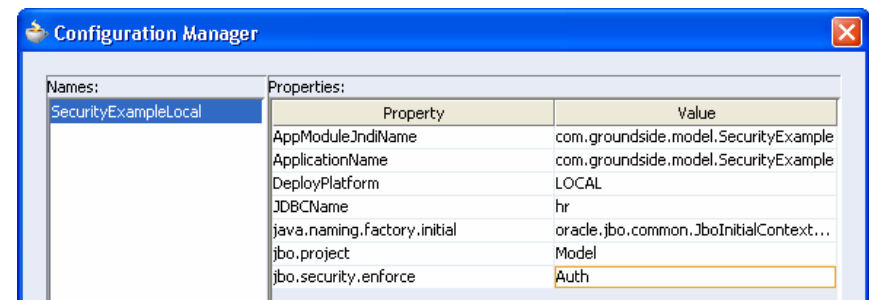 Configuration Manager
Names: Properties:
SecurityExampleLocal Property Value
AppModuleJndiName com.groundside.model.SecurityExample
ApplicationName com.groundside.model.SecurityExample
DeployPlatform LOCAL
JDBCName hr
java.naming.factory.initial oracle.jbo.common.JboInitialContext...
jbo.project Model
jbo.security.enforce Auth